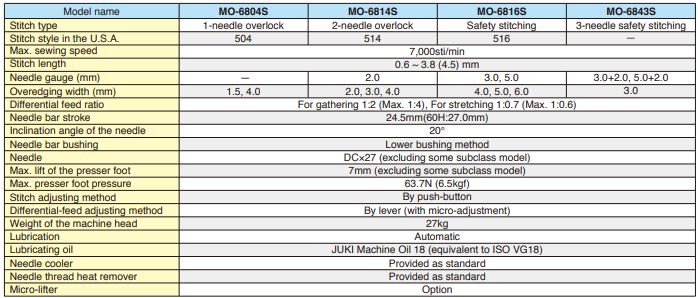 Model name MO-6804S MO-6814S MO-6816S MO-6843S
Stitch type 1-needle overlock 2-needle overlock Safety stitching 3-needle safety stitching
Stitch style in the U.S.A. 504 514 516 —
Max. sewing speed 7,000sti/min
Stitch length 0.6 ~ 3.8 (4.5) mm
Needle gauge (mm) — 2.0 3.0, 5.0 3.0+2.0, 5.0+2.0
Overedging width (mm) 1.5, 4.0 2.0, 3.0, 4.0 4.0, 5.0, 6.0 3.0
Differential feed ratio For gathering 1:2 (Max. 1:4), For stretching 1:0.7 (Max. 1:0.6)
Needle bar stroke 24.5mm(60H:27.0mm)
Inclination angle of the needle 20°
Needle bar bushing Lower bushing method
Needle DC×27 (excluding some subclass model)
Max. lift of the presser foot 7mm (excluding some subclass model)
Max. presser foot pressure 63.7N (6.5kgf)
Stitch adjusting method By push-button
Differential-feed adjusting method By lever (with micro-adjustment)
Weight of the machine head 27kg
Lubrication Automatic
Lubricating oil JUKI Machine Oil 18 (equivalent to ISO VG18)
Needle cooler Provided as standard
Needle thread heat remover Provided as standard
Micro-lifter Option